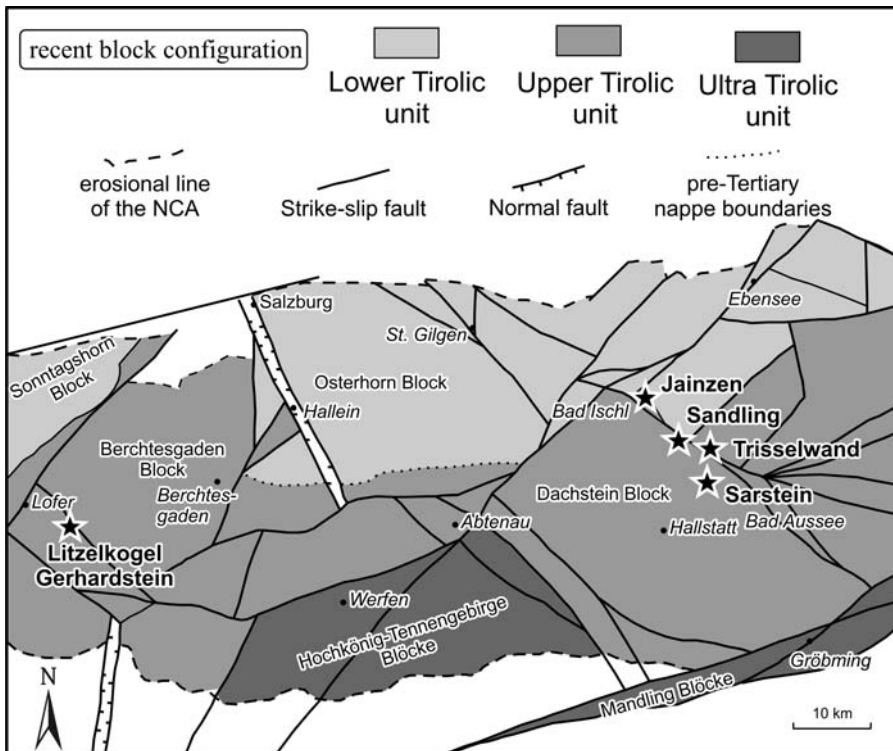 recent block configuration
Lower Tirolic
unit
Upper Tirolic
unit
Ultra Tirolic
unit
erosional line
of the NCA
Strike-slip fault
Normal fault
pre-Tertiary
nappe boundaries
Salzburg
Ebensee
St. Gilgen
Sonntagshorn
Block
Osterhorn Block
Hallein
Jainzen
Bad Ischl
Sandling
Trisselwand
Berchtesgaden
Block
Berchtes-
gaden
Dachstein Block
Sarstein
Lofer
Abtenau
Hallstatt
Bad Aussee
Litzelkogel
Gerhardstein
Werfen
Hochkönig-Tennengebirge
Blöcke
Gröbming
Mandling Blöcke
N
10 km